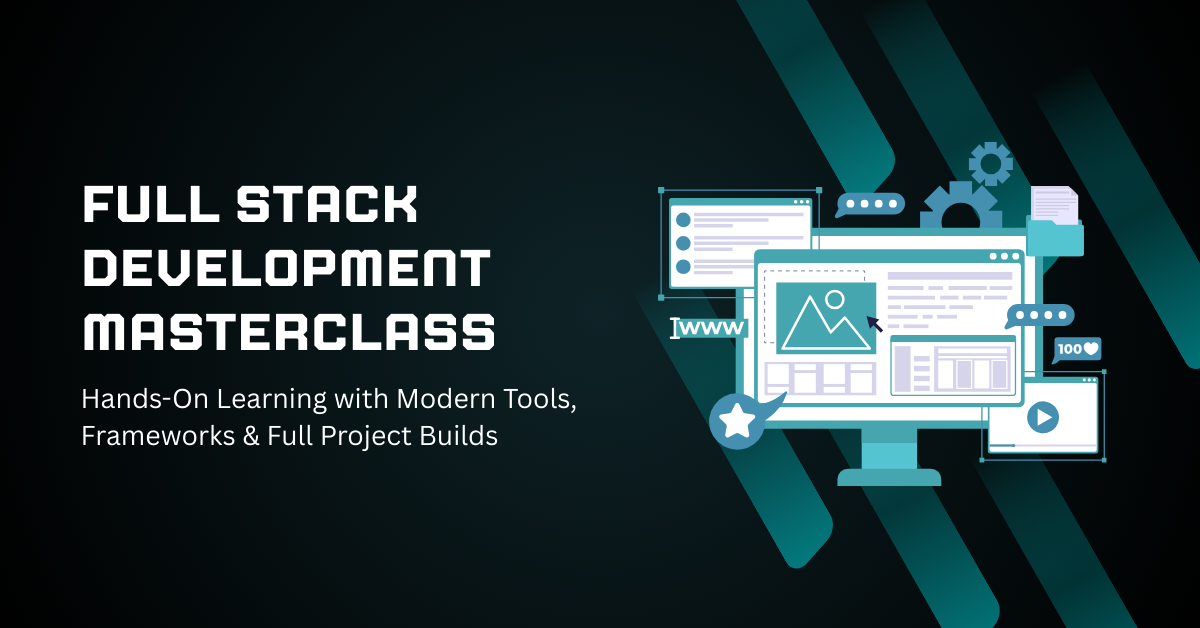 FULL STACK
DEVELOPMENT
MASTERCLASS
Hands-On Learning with Modern Tools,
Frameworks & Full Project Builds
WWW
100